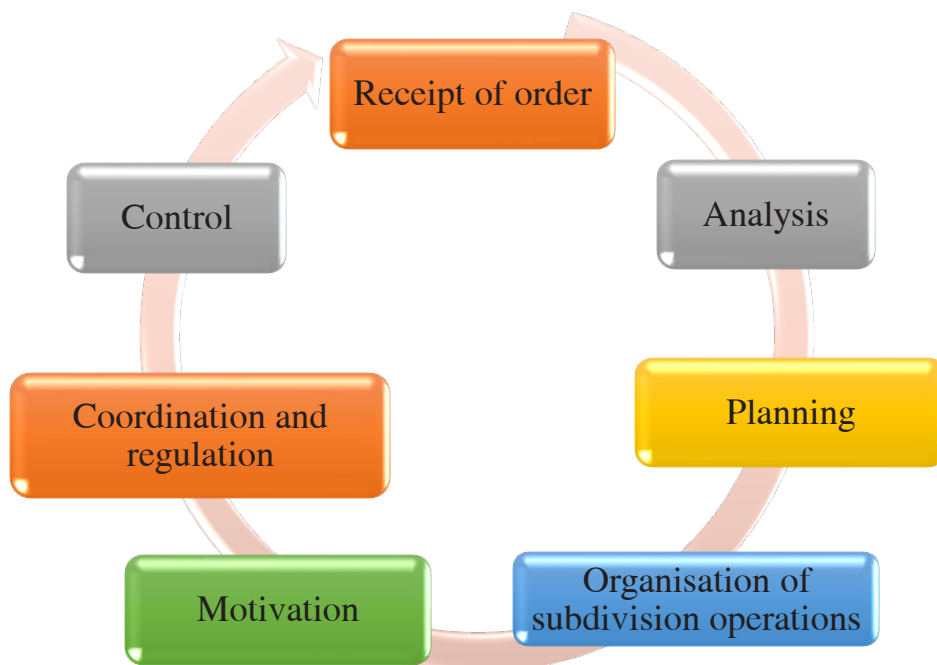 Receipt of order
Analysis
Planning
Organisation of
subdivision operations
Motivation
Coordination and
regulation
Control